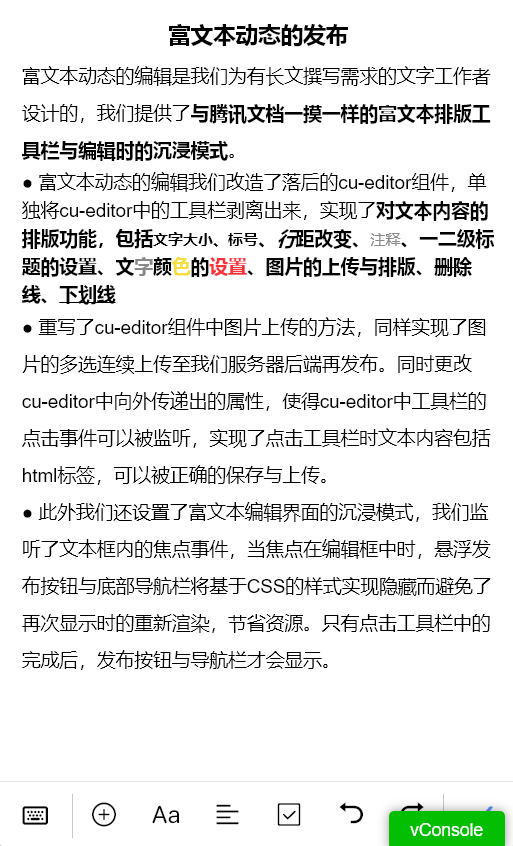 富文本动态的发布
富文本动态的编辑是我们为有长文撰写需求的文字工作者
设计的，我们提供了与腾讯文档一摸一样的富文本排版工
具栏与编辑时的沉浸模式。
● 富文本动态的编辑我们改造了落后的cu-editor组件，单
独将cu-editor中的工具栏剥离出来，实现了对文本内容的
排版功能，包括文字大小、标号、行距改变、注释、一二级标
题的设置、文字颜色的设置、图片的上传与排版、删除
线、下划线
● 重写了cu-editor组件中图片上传的方法，同样实现了图
片的多选连续上传至我们服务器后端再发布。同时更改
cu-editor中向外传递出的属性，使得cu-editor中工具栏的
点击事件可以被监听，实现了点击工具栏时文本内容包括
html标签，可以被正确的保存与上传。
● 此外我们还设置了富文本编辑界面的沉浸模式，我们监
听了文本框内的焦点事件，当焦点在编辑框中时，悬浮发
布按钮与底部导航栏将基于CSS的样式实现隐藏而避免了
再次显示时的重新渲染，节省资源。只有点击工具栏中的
完成后，发布按钮与导航栏才会显示。
Aa
vConsole